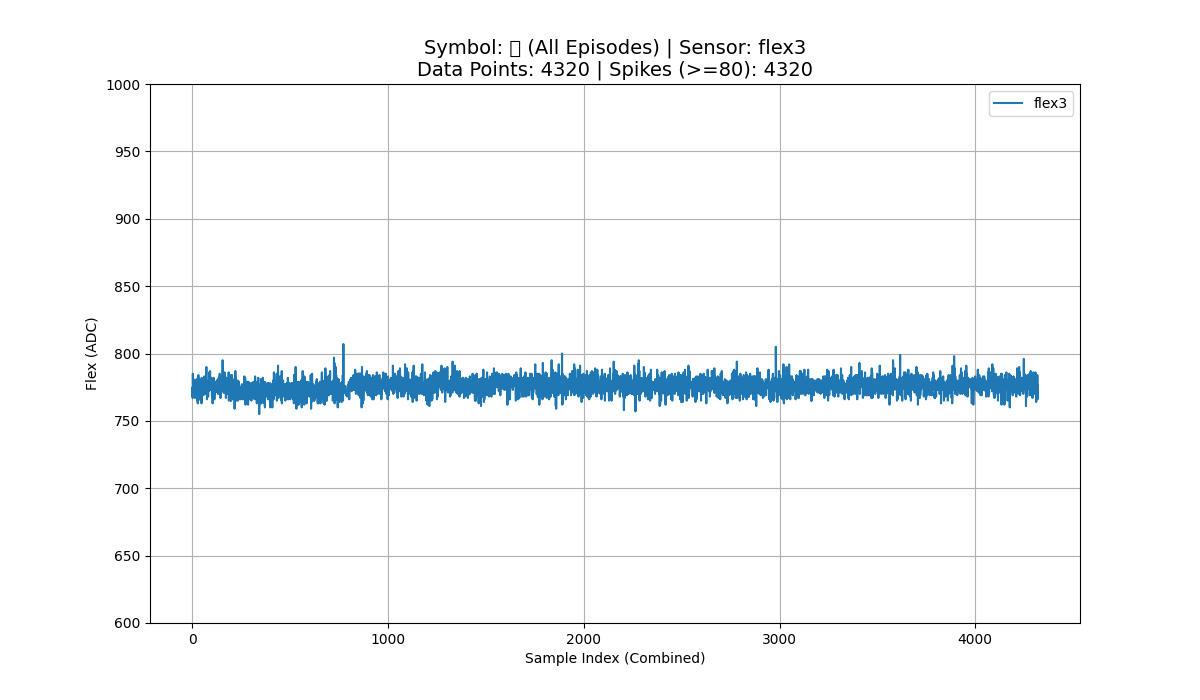 Symbol: (All Episodes) | Sensor: flex3
Data Points: 4320 | Spikes (>=80): 4320
1000
950
900
850
800
750
700
650
600
Flex (ADC)
flex3
0
1000
2000
3000
4000
Sample Index (Combined)